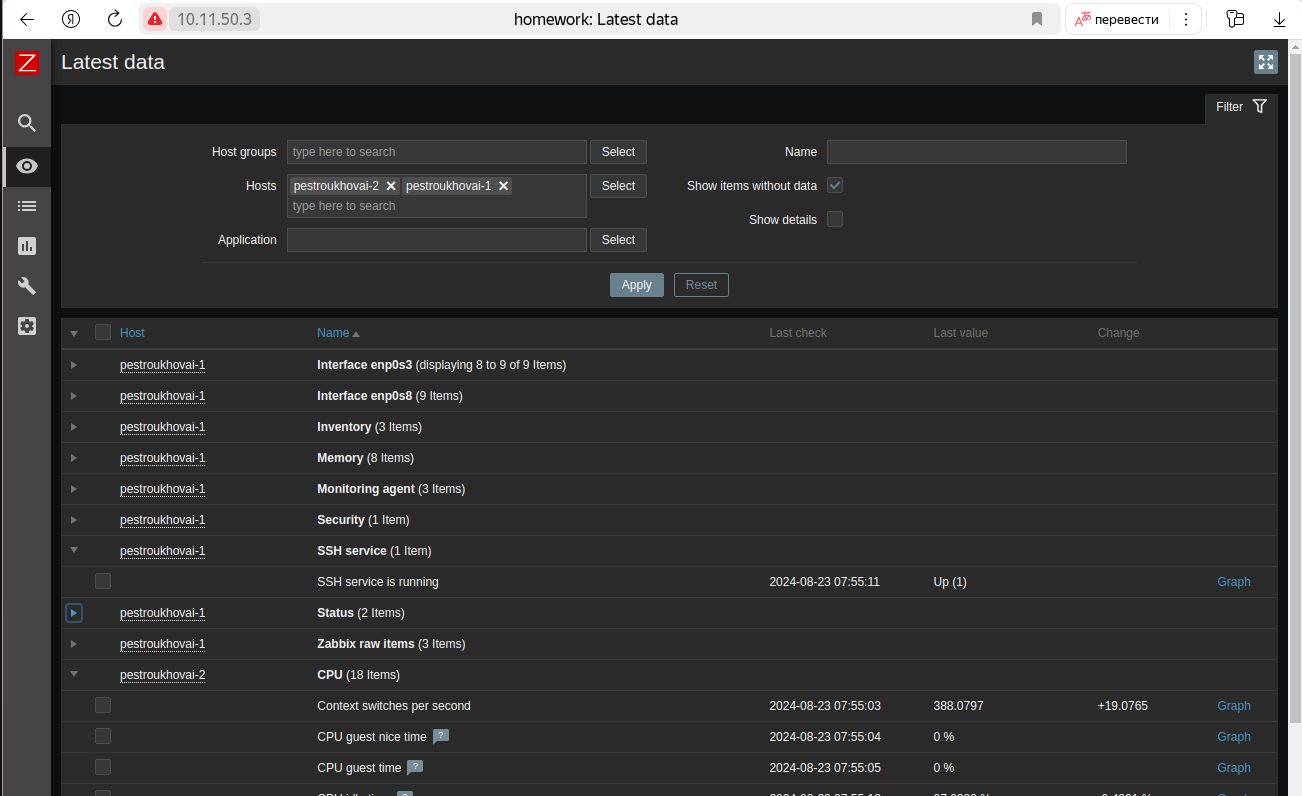 Я 10.11.50.3 homework: Latest data перевести
Z Latest data
Filter
Host groups type here to search Select Name
Hosts pestroukhovai-2 pestroukhovai-1 Select Show items without data
type here to search
Show details
Application Select
Apply Reset
Host Name Last check Last value Change
pestroukhovai-1 Interface enp0s3 (displaying 8 to 9 of 9 Items)
pestroukhovai-1 Interface enp0s8 (9 Items)
pestroukhovai-1 Inventory (3 Items)
pestroukhovai-1 Memory (8 Items)
pestroukhovai-1 Monitoring agent (3 Items)
pestroukhovai-1 Security (1 Item)
pestroukhovai-1 SSH service (1 Item)
SSH service is running 2024-08-23 07:55:11 Up (1) Graph
pestroukhovai-1 Status (2 Items)
pestroukhovai-1 Zabbix raw items (3 Items)
pestroukhovai-2 CPU (18 Items)
Context switches per second 2024-08-23 07:55:03 388.0797 +19.0765 Graph
CPU guest nice time ? 2024-08-23 07:55:04 0 % Graph
CPU guest time ? 2024-08-23 07:55:05 0 % Graph